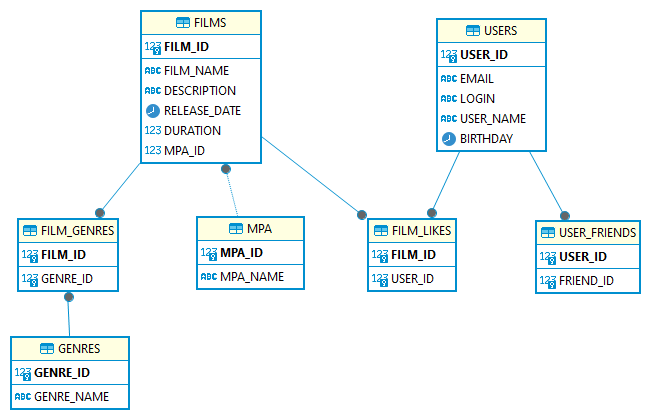 FILMS
123 FILM_ID
ABC FILM_NAME
ABC DESCRIPTION
RELEASE_DATE
123 DURATION
123 MPA_ID
USERS
123 USER_ID
ABC EMAIL
ABC LOGIN
ABC USER_NAME
BIRTHDAY
FILM_GENRES
123 FILM_ID
123 GENRE_ID
MPA
123 MPA_ID
ABC MPA_NAME
FILM_LIKES
123 FILM_ID
123 USER_ID
USER_FRIENDS
123 USER_ID
123 FRIEND_ID
GENRES
123 GENRE_ID
ABC GENRE_NAME